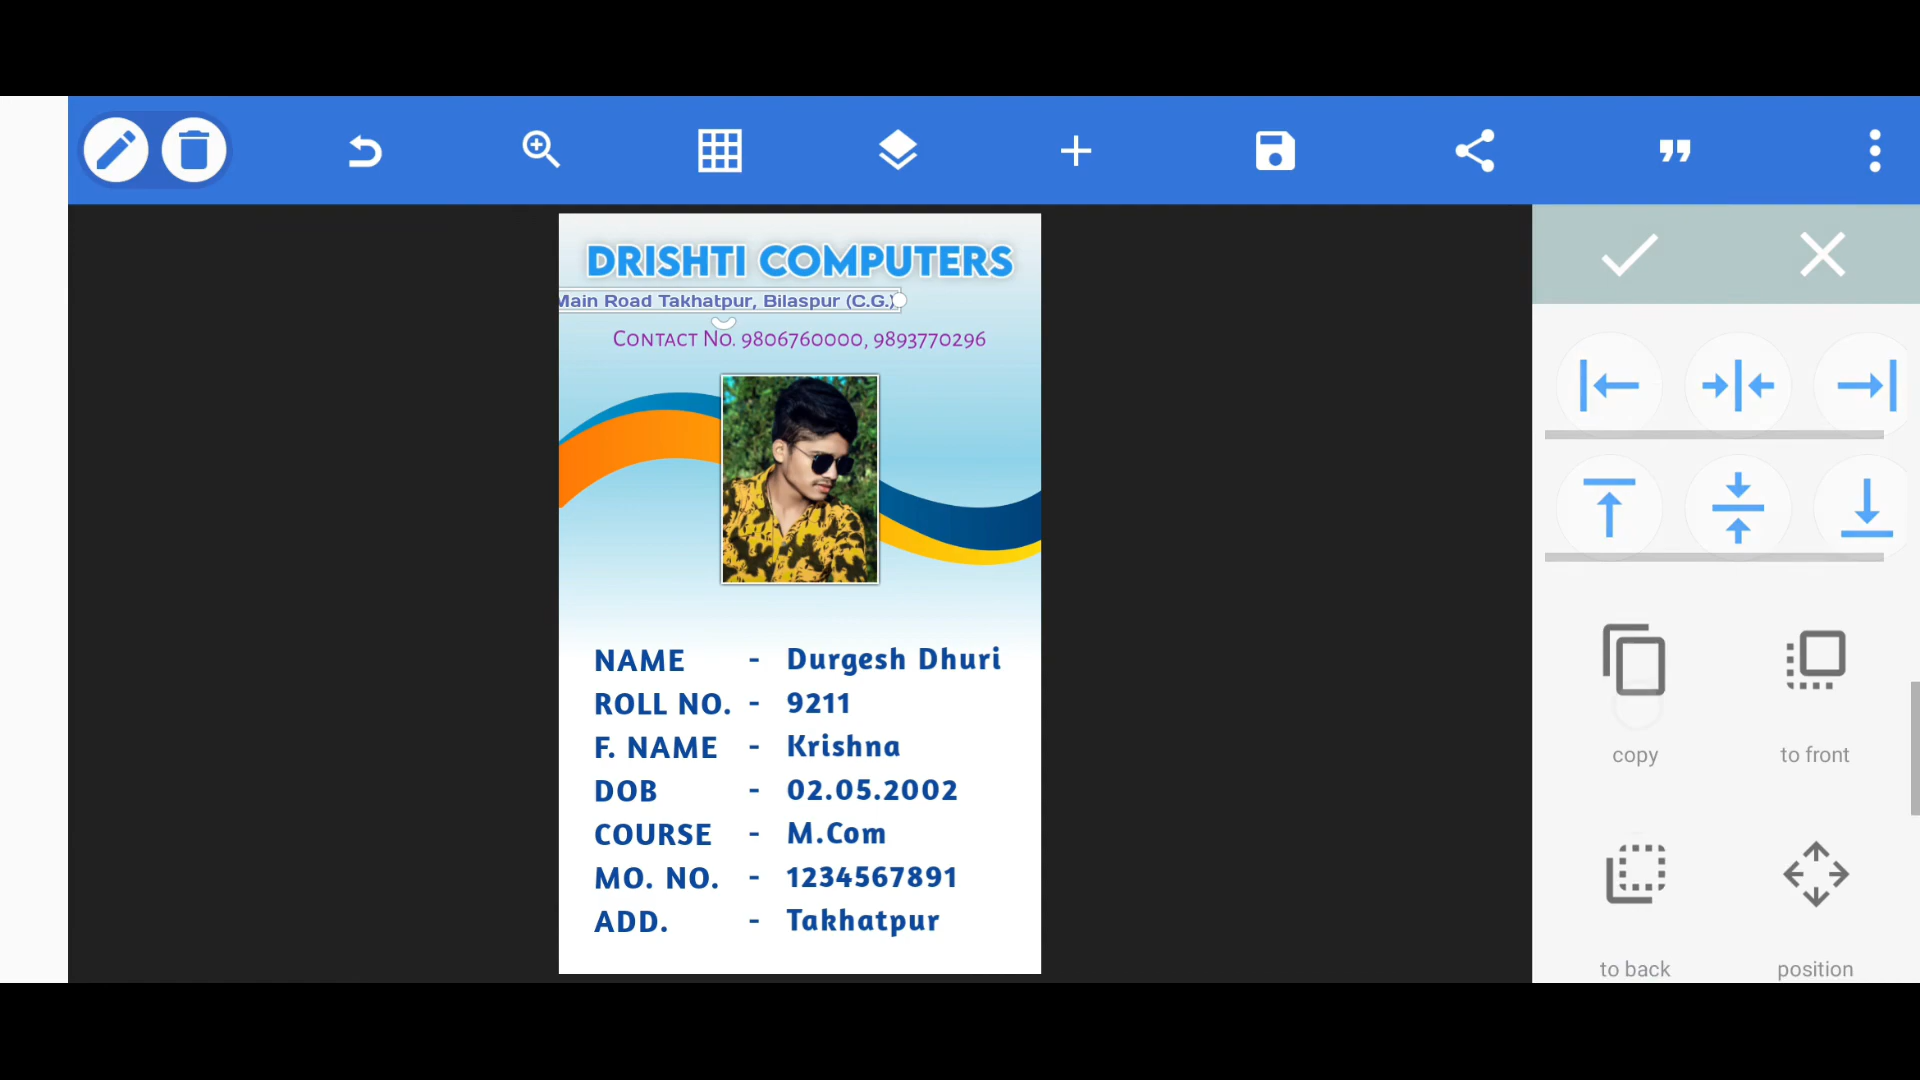 DRISHTI COMPUTERS
Main Road Takhatpur, Bilaspur (C.G.)
Contact No. 9806760000, 9893770296
NAME - Durgesh Dhuri
ROLL NO. - 9211
F. NAME - Krishna
DOB - 02.05.2002
COURSE - M.Com
MO. NO. - 1234567891
ADD. - Takhatpur
copy
to front
to back
position